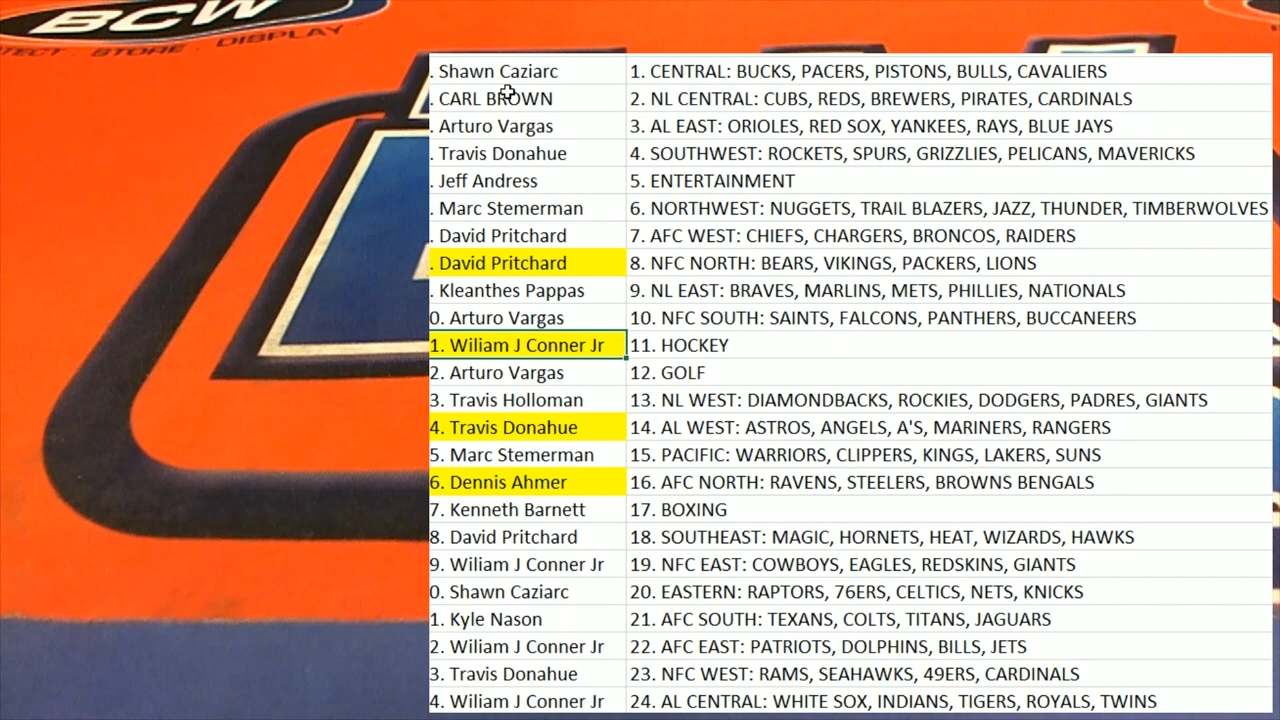 BCW
TECT · STORE · DISPLAY
. Shawn Caziarc 1. CENTRAL: BUCKS, PACERS, PISTONS, BULLS, CAVALIERS
. CARL BROWN 2. NL CENTRAL: CUBS, REDS, BREWERS, PIRATES, CARDINALS
. Arturo Vargas 3. AL EAST: ORIOLES, RED SOX, YANKEES, RAYS, BLUE JAYS
. Travis Donahue 4. SOUTHWEST: ROCKETS, SPURS, GRIZZLIES, PELICANS, MAVERICKS
. Jeff Andress 5. ENTERTAINMENT
. Marc Stemerman 6. NORTHWEST: NUGGETS, TRAIL BLAZERS, JAZZ, THUNDER, TIMBERWOLVES
. David Pritchard 7. AFC WEST: CHIEFS, CHARGERS, BRONCOS, RAIDERS
. David Pritchard 8. NFC NORTH: BEARS, VIKINGS, PACKERS, LIONS
. Kleanthes Pappas 9. NL EAST: BRAVES, MARLINS, METS, PHILLIES, NATIONALS
0. Arturo Vargas 10. NFC SOUTH: SAINTS, FALCONS, PANTHERS, BUCCANEERS
1. Wiliam J Conner Jr 11. HOCKEY
2. Arturo Vargas 12. GOLF
3. Travis Holloman 13. NL WEST: DIAMONDBACKS, ROCKIES, DODGERS, PADRES, GIANTS
4. Travis Donahue 14. AL WEST: ASTROS, ANGELS, A'S, MARINERS, RANGERS
5. Marc Stemerman 15. PACIFIC: WARRIORS, CLIPPERS, KINGS, LAKERS, SUNS
6. Dennis Ahmer 16. AFC NORTH: RAVENS, STEELERS, BROWNS BENGALS
7. Kenneth Barnett 17. BOXING
8. David Pritchard 18. SOUTHEAST: MAGIC, HORNETS, HEAT, WIZARDS, HAWKS
9. Wiliam J Conner Jr 19. NFC EAST: COWBOYS, EAGLES, REDSKINS, GIANTS
0. Shawn Caziarc 20. EASTERN: RAPTORS, 76ERS, CELTICS, NETS, KNICKS
1. Kyle Nason 21. AFC SOUTH: TEXANS, COLTS, TITANS, JAGUARS
2. Wiliam J Conner Jr 22. AFC EAST: PATRIOTS, DOLPHINS, BILLS, JETS
3. Travis Donahue 23. NFC WEST: RAMS, SEAHAWKS, 49ERS, CARDINALS
4. Wiliam J Conner Jr 24. AL CENTRAL: WHITE SOX, INDIANS, TIGERS, ROYALS, TWINS